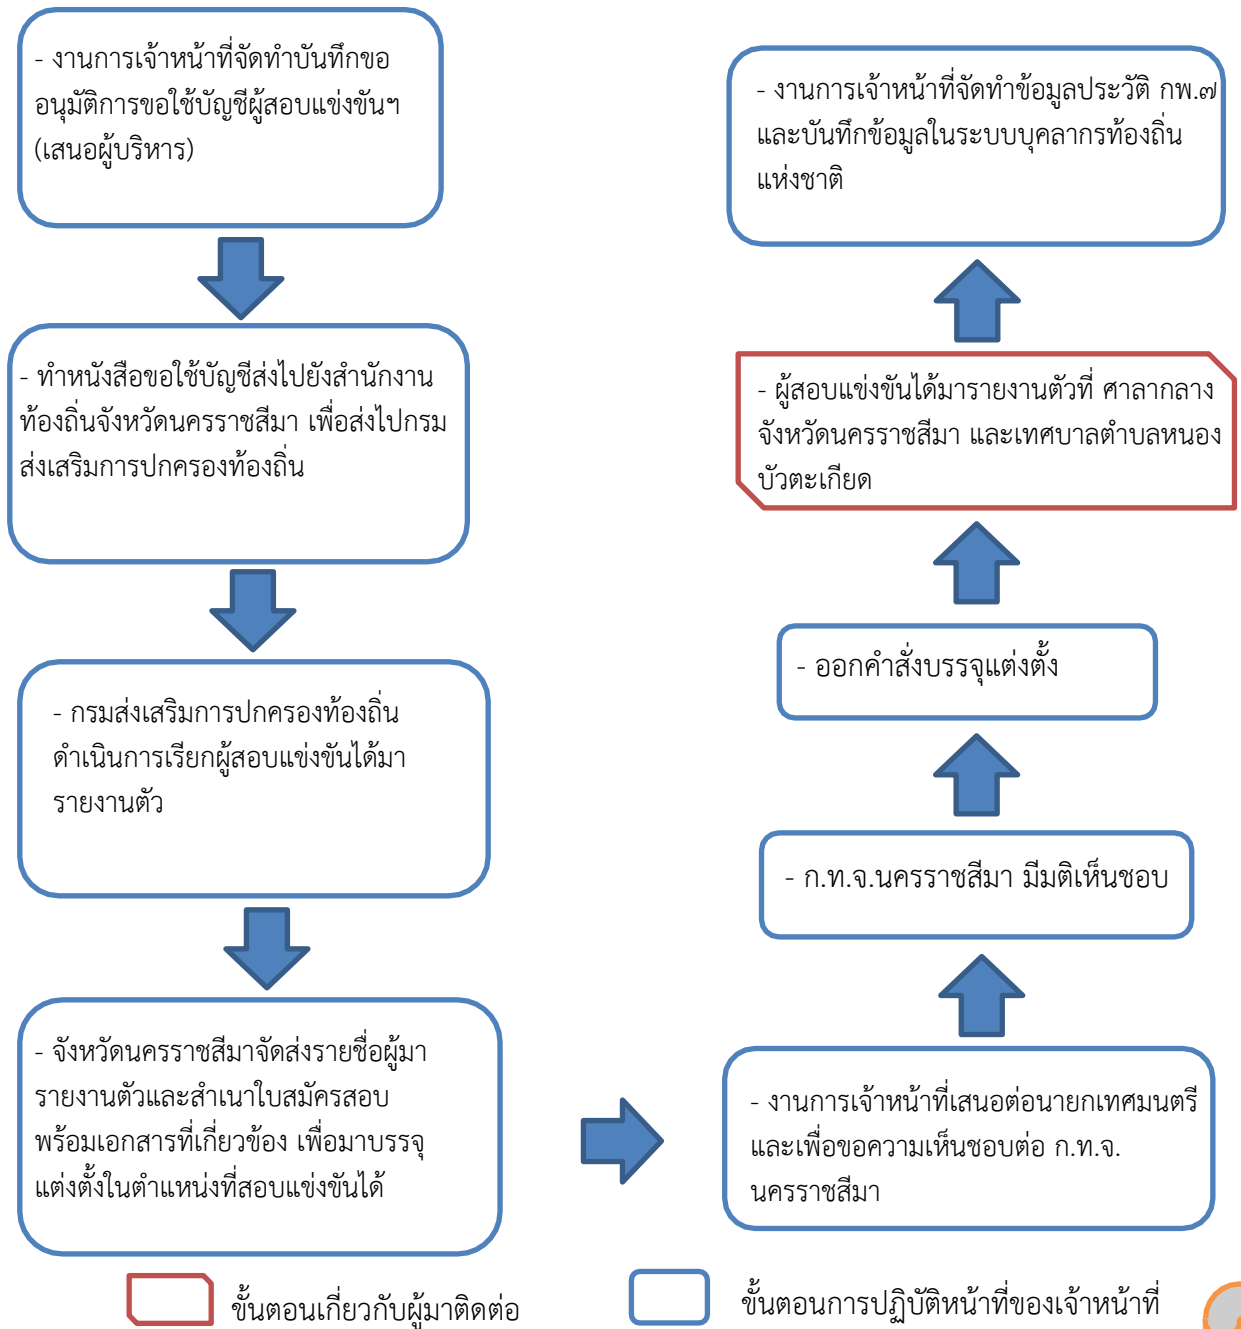 - งานการเจ้าหน้าที่จัดทำบันทึกขอ
อนุมัติการขอใช้บัญชีผู้สอบแข่งขันฯ
(เสนอผู้บริหาร)
- ทำหนังสือขอใช้บัญชีส่งไปยังสำนักงาน
ท้องถิ่นจังหวัดนครราชสีมา เพื่อส่งไปกรม
ส่งเสริมการปกครองท้องถิ่น
- กรมส่งเสริมการปกครองท้องถิ่น
ดำเนินการเรียกผู้สอบแข่งขันได้มา
รายงานตัว
- จังหวัดนครราชสีมาจัดส่งรายชื่อผู้มา
รายงานตัวและสำเนาใบสมัครสอบ
พร้อมเอกสารที่เกี่ยวข้อง เพื่อมาบรรจุ
แต่งตั้งในตำแหน่งที่สอบแข่งขันได้
- งานการเจ้าหน้าที่เสนอต่อนายกเทศมนตรี
และเพื่อขอความเห็นชอบต่อ ก.ท.จ.
นครราชสีมา
- ก.ท.จ.นครราชสีมา มีมติเห็นชอบ
- ออกคำสั่งบรรจุแต่งตั้ง
- ผู้สอบแข่งขันได้มารายงานตัวที่ ศาลากลาง
จังหวัดนครราชสีมา และเทศบาลตำบลหนอง
บัวตะเกียด
- งานการเจ้าหน้าที่จัดทำข้อมูลประวัติ กพ.๗
และบันทึกข้อมูลในระบบบุคลากรท้องถิ่น
แห่งชาติ
ขั้นตอนเกี่ยวกับผู้มาติดต่อ
ขั้นตอนการปฏิบัติหน้าที่ของเจ้าหน้าที่